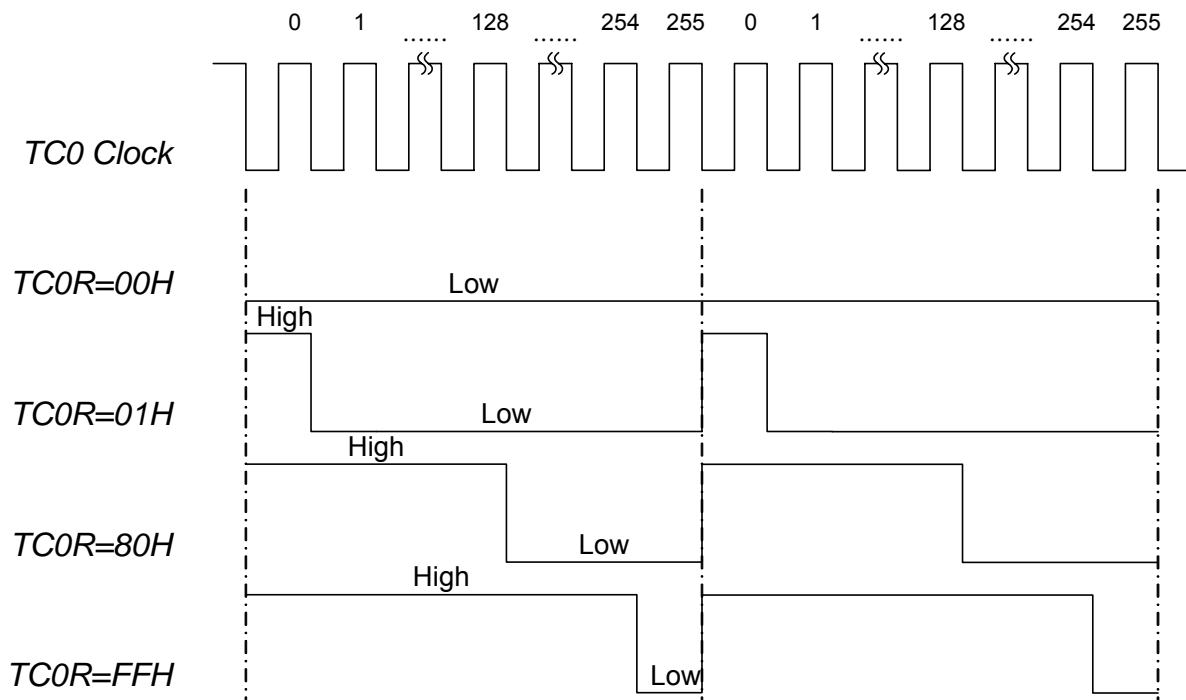 0 1 ...... 128 ...... 254 255 0 1 ...... 128 ...... 254 255
TC0 Clock
TC0R=00H
Low
High
TC0R=01H
Low
High
TC0R=80H
Low
High
TC0R=FFH
Low